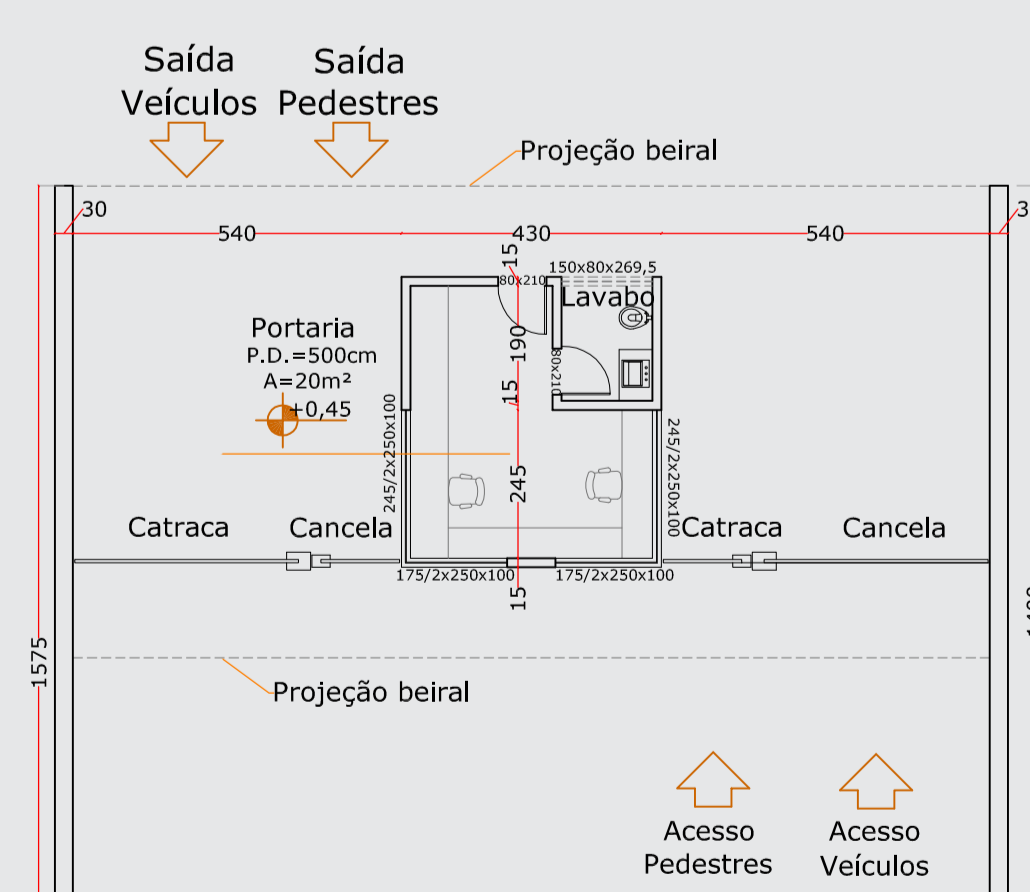 Saída
Veículos
Saída
Pedestres
Projeção beiral
30
540
430
540
15
150x80x269,5
80x210
Lavabo
Portaria
P.D.=500cm
A=20m²
+0,45
190
80x210
15
245/2x250x100
245
245/2x250x100
Catraca
Cancela
Catraca
Cancela
175/2x250x100
175/2x250x100
15
1575
Projeção beiral
Acesso
Pedestres
Acesso
Veículos